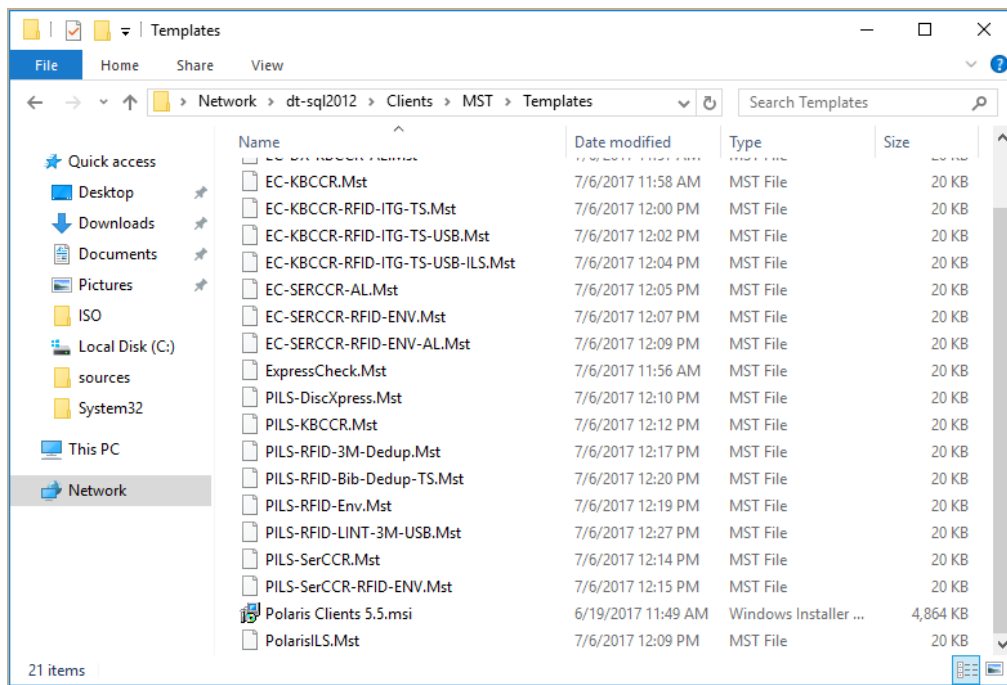 Templates
File Home Share View
Network > dt-sql2012 > Clients > MST > Templates Search Templates
Name Date modified Type Size
Quick access
Desktop
Downloads
Documents
Pictures
ISO
Local Disk (C:)
sources
System32
This PC
Network
EC-KBCCR.Mst 7/6/2017 11:58 AM MST File 20 KB
EC-KBCCR-RFID-ITG-TS.Mst 7/6/2017 12:00 PM MST File 20 KB
EC-KBCCR-RFID-ITG-TS-USB.Mst 7/6/2017 12:02 PM MST File 20 KB
EC-KBCCR-RFID-ITG-TS-USB-ILS.Mst 7/6/2017 12:04 PM MST File 20 KB
EC-SERCCR-AL.Mst 7/6/2017 12:05 PM MST File 20 KB
EC-SERCCR-RFID-ENV.Mst 7/6/2017 12:07 PM MST File 20 KB
EC-SERCCR-RFID-ENV-AL.Mst 7/6/2017 12:09 PM MST File 20 KB
ExpressCheck.Mst 7/6/2017 11:56 AM MST File 20 KB
PILS-DiscXpress.Mst 7/6/2017 12:10 PM MST File 20 KB
PILS-KBCCR.Mst 7/6/2017 12:12 PM MST File 20 KB
PILS-RFID-3M-Dedup.Mst 7/6/2017 12:17 PM MST File 20 KB
PILS-RFID-Bib-Dedup-TS.Mst 7/6/2017 12:20 PM MST File 20 KB
PILS-RFID-Env.Mst 7/6/2017 12:19 PM MST File 20 KB
PILS-RFID-LINT-3M-USB.Mst 7/6/2017 12:27 PM MST File 20 KB
PILS-SerCCR.Mst 7/6/2017 12:14 PM MST File 20 KB
PILS-SerCCR-RFID-ENV.Mst 7/6/2017 12:15 PM MST File 20 KB
Polaris Clients 5.5.msi 6/19/2017 11:49 AM Windows Installer ... 4,864 KB
PolarisILS.Mst 7/6/2017 12:09 PM MST File 20 KB
21 items